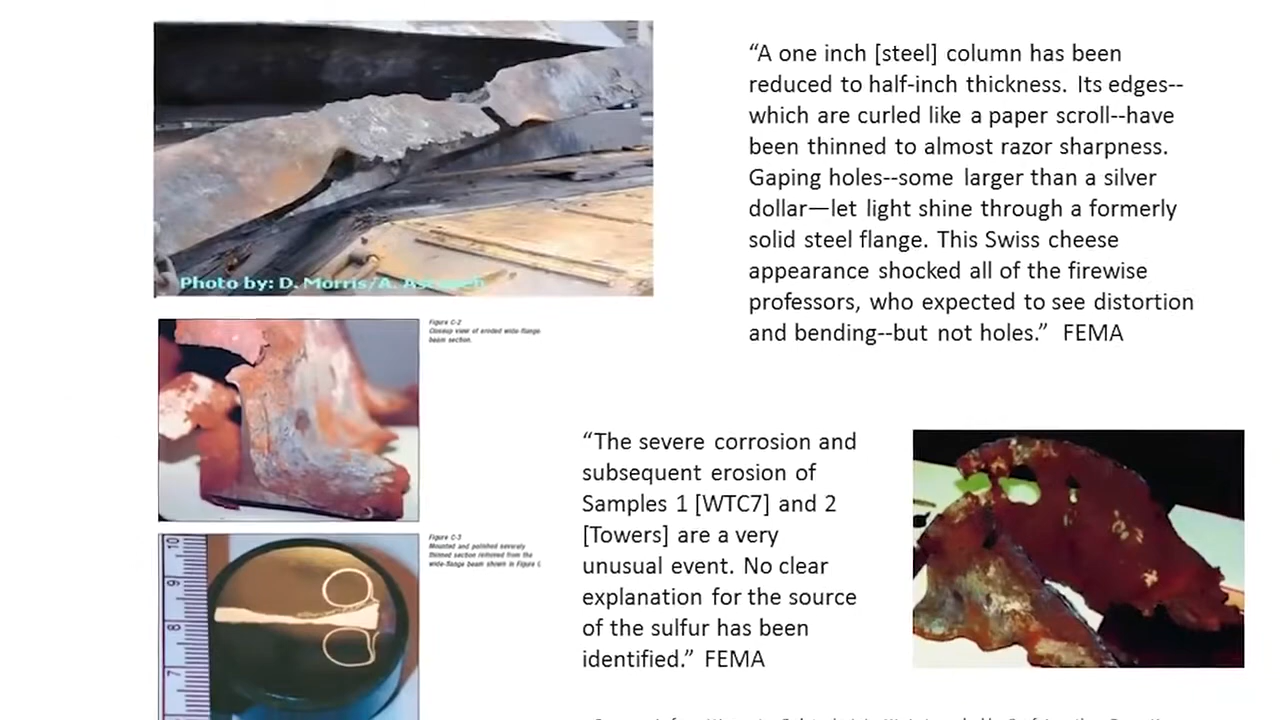 “A one inch [steel] column has been
reduced to half-inch thickness. Its edges--
which are curled like a paper scroll--have
been thinned to almost razor sharpness.
Gaping holes--some larger than a silver
dollar—let light shine through a formerly
solid steel flange. This Swiss cheese
appearance shocked all of the firewise
professors, who expected to see distortion
and bending--but not holes.” FEMA
Photo by: D. Morris/A.
Figure C-2
Closeup view of eroded wide-flange
beam section.
“The severe corrosion and
subsequent erosion of
Samples 1 [WTC7] and 2
[Towers] are a very
unusual event. No clear
explanation for the source
of the sulfur has been
identified.” FEMA
Figure C-3
Mounted and polished severely
thinned section removed from the
wide-flange beam shown in Figure
10
9
8
7